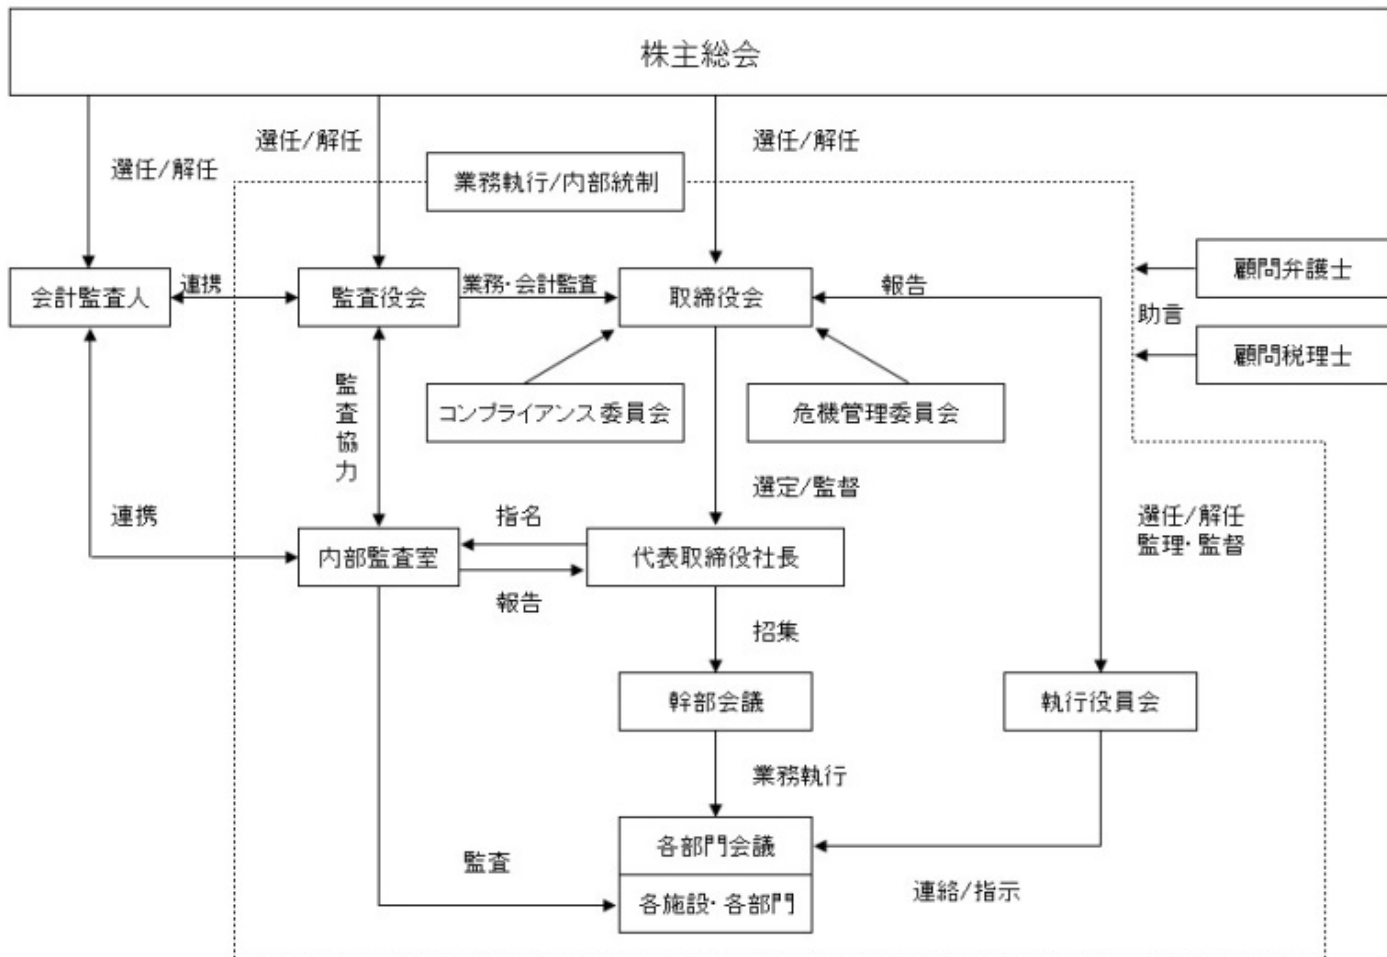 株主総会
選任/解任
選任/解任
選任/解任
業務執行/内部統制
会計監査人
連携
監査役会
業務・会計監査
取締役会
報告
顧問弁護士
助言
顧問税理士
コンプライアンス委員会
危機管理委員会
監査協力
選定/監督
連携
指名
選任/解任
監理・監督
内部監査室
代表取締役社長
報告
招集
幹部会議
執行役員会
業務執行
各部門会議
監査
連絡/指示
各施設・各部門